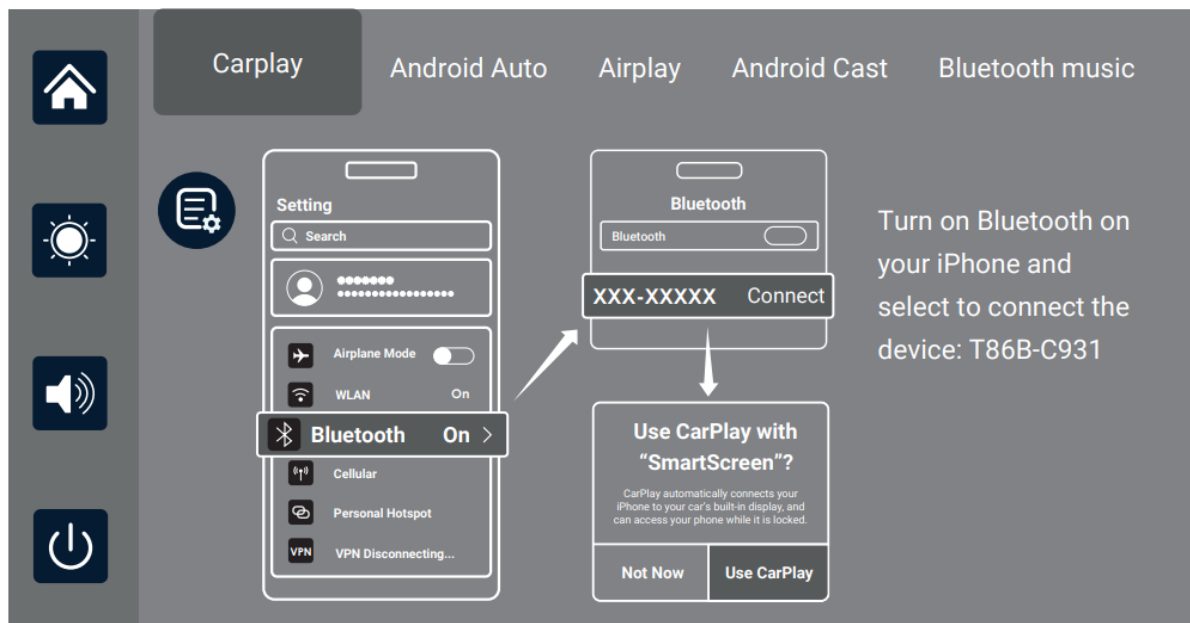 Carplay
Android Auto
Airplay
Android Cast
Bluetooth music
Setting
Search
Airplane Mode
WLAN On
Bluetooth On >
Cellular
Personal Hotspot
VPN VPN Disconnecting...
Bluetooth
Bluetooth
XXX-XXXXX Connect
Use CarPlay with
“SmartScreen”?
CarPlay automatically connects your
iPhone to your car's built-in display, and
can access your phone while it is locked.
Not Now
Use CarPlay
Turn on Bluetooth on
your iPhone and
select to connect the
device: T86B-C931